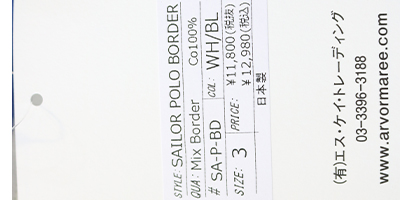 STYLE: SAILOR POLO BORDER
QUA: Mix Border Co100%
# SA-P-BD COL: WH/BL
SIZE: 3 PRICE: ¥11,800(税抜)
¥12,980(税込)
日本製
(有)エス・ケイ・トレーディング
03-3396-3188
www.arvormaree.com